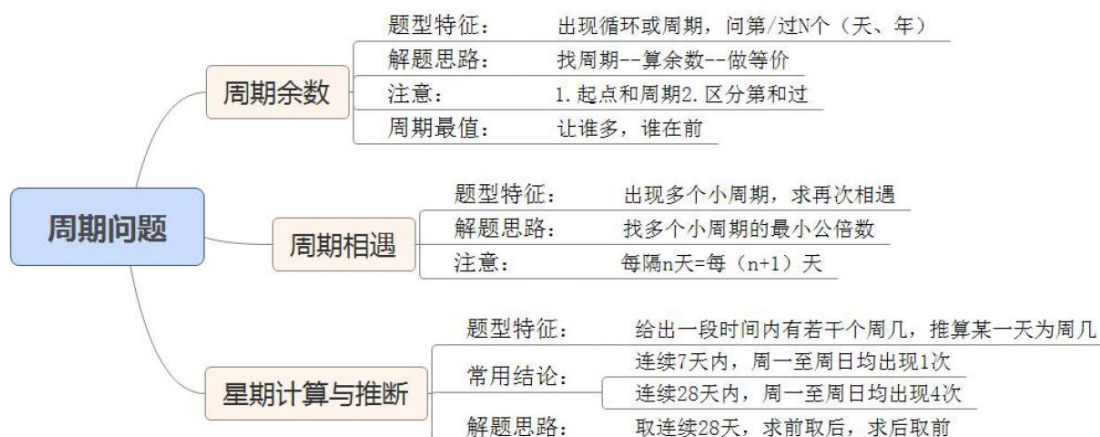 周期问题
周期余数
题型特征: 出现循环或周期，问第/过N个（天、年）
解题思路: 找周期--算余数--做等价
注意: 1.起点和周期2.区分第和过
周期最值: 让谁多，谁在前
周期相遇
题型特征: 出现多个小周期，求再次相遇
解题思路: 找多个小周期的最小公倍数
注意: 每隔n天=每（n+1）天
星期计算与推断
题型特征: 给出一段时间内有若干个周几，推算某一天为周几
常用结论:
连续7天内，周一至周日均出现1次
连续28天内，周一至周日均出现4次
解题思路: 取连续28天，求前取后，求后取前